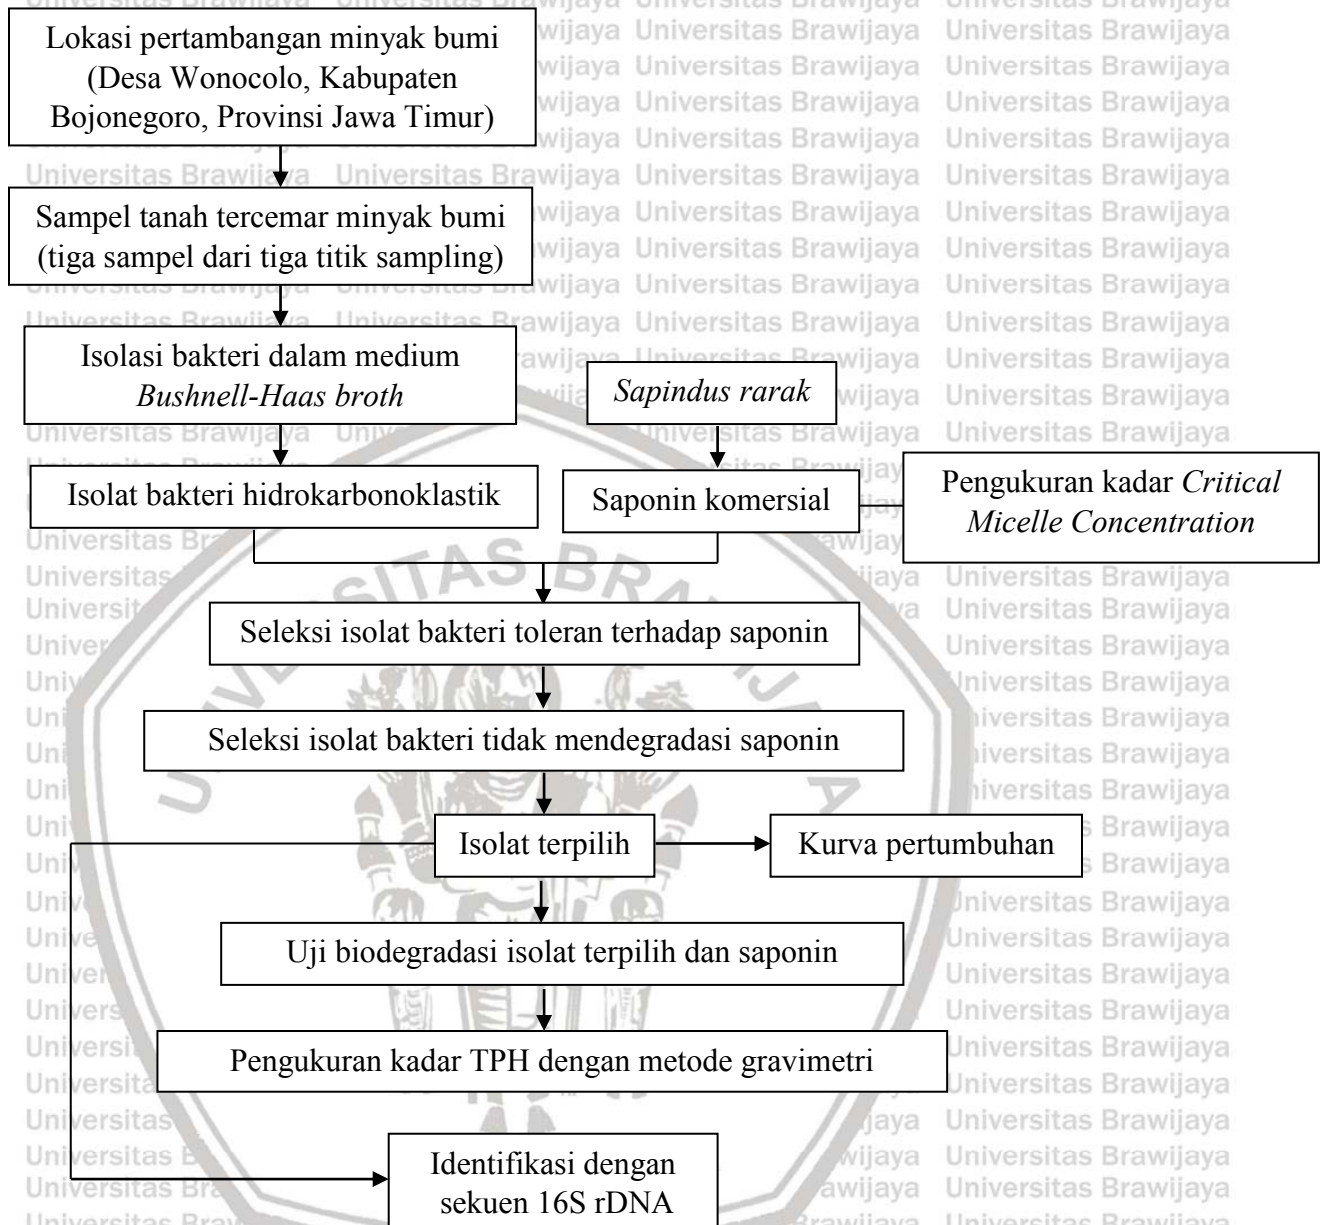 Lokasi pertambangan minyak bumi
(Desa Wonocolo, Kabupaten
Bojonegoro, Provinsi Jawa Timur)
Sampel tanah tercemar minyak bumi
(tiga sampel dari tiga titik sampling)
Isolasi bakteri dalam medium
Bushnell-Haas broth
Sapindus rarak
Isolat bakteri hidrokarbonoklastik
Saponin komersial
Pengukuran kadar Critical
Micelle Concentration
Seleksi isolat bakteri toleran terhadap saponin
Seleksi isolat bakteri tidak mendegradasi saponin
Isolat terpilih
Kurva pertumbuhan
Uji biodegradasi isolat terpilih dan saponin
Pengukuran kadar TPH dengan metode gravimetri
Identifikasi dengan
sekuen 16S rDNA
UNIVERSITAS BRAWIJAYA